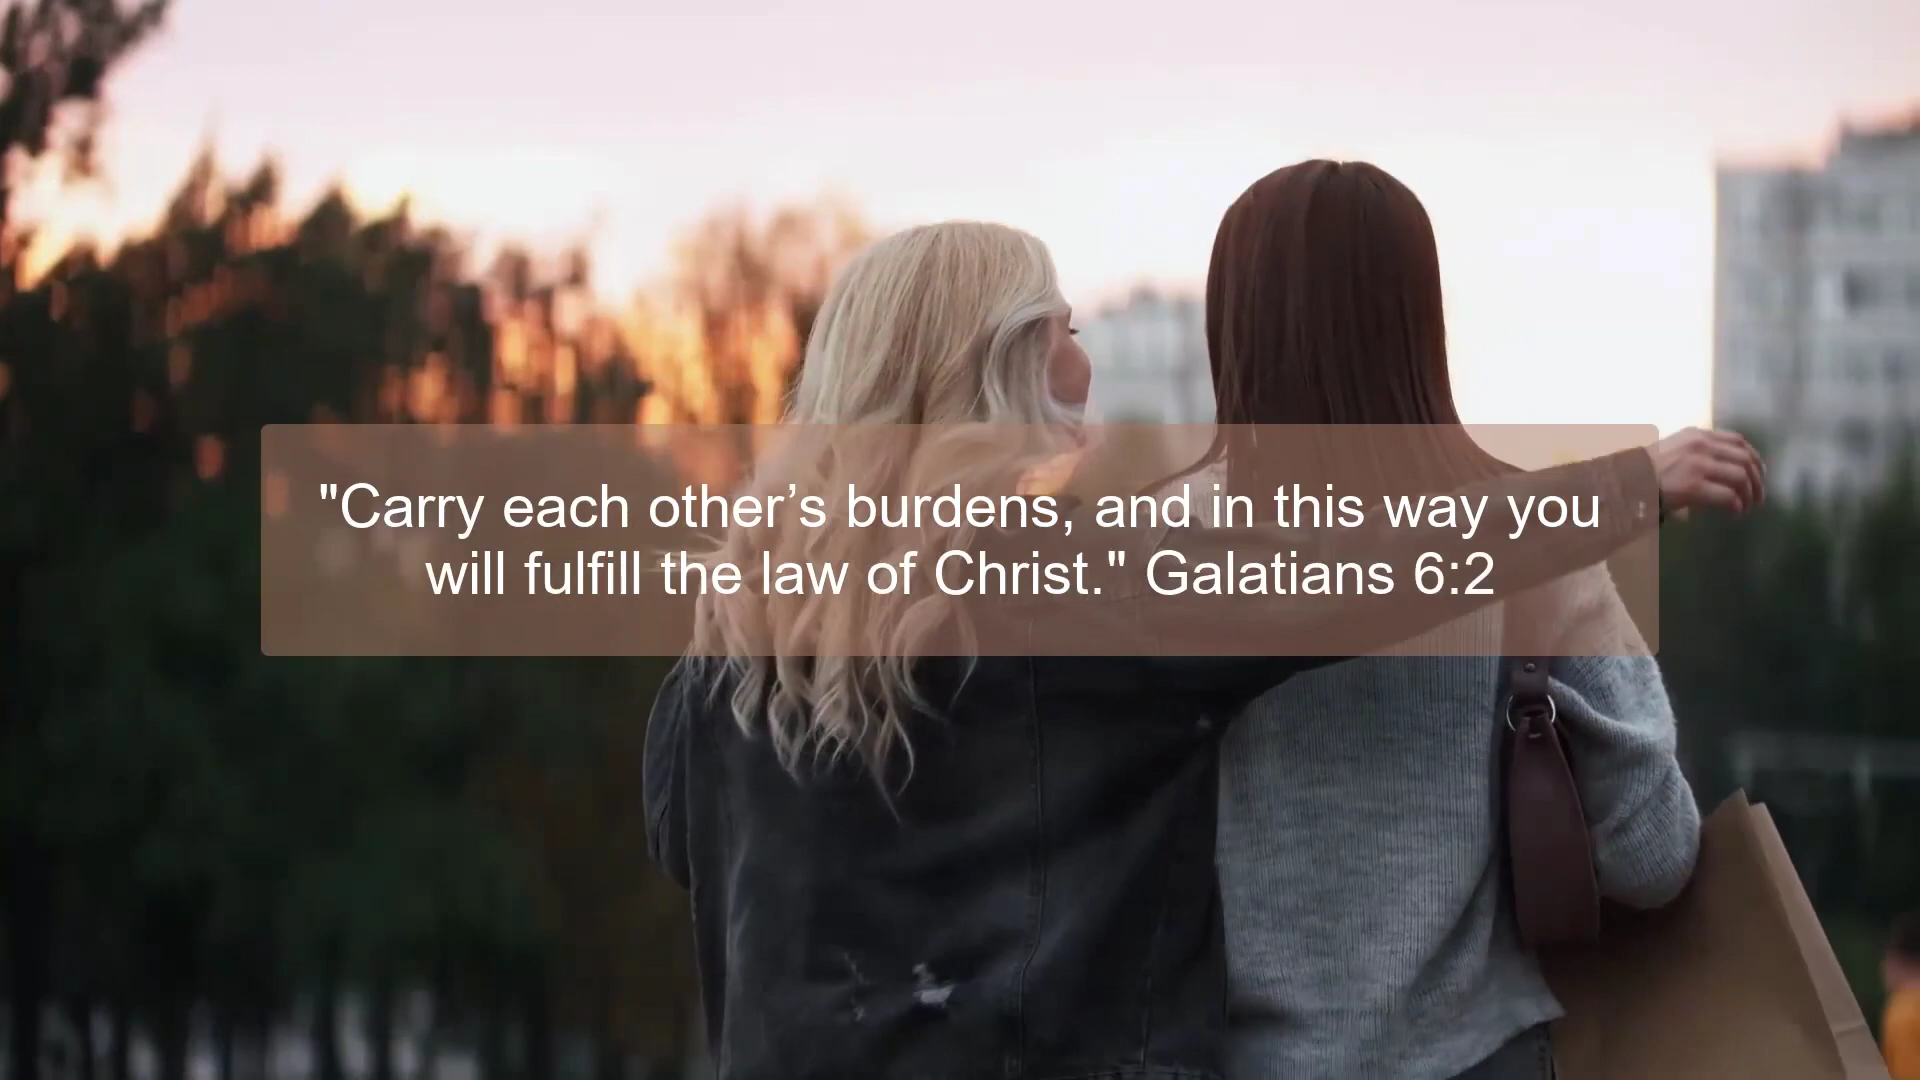 "Carry each other’s burdens, and in this way you
will fulfill the law of Christ." Galatians 6:2